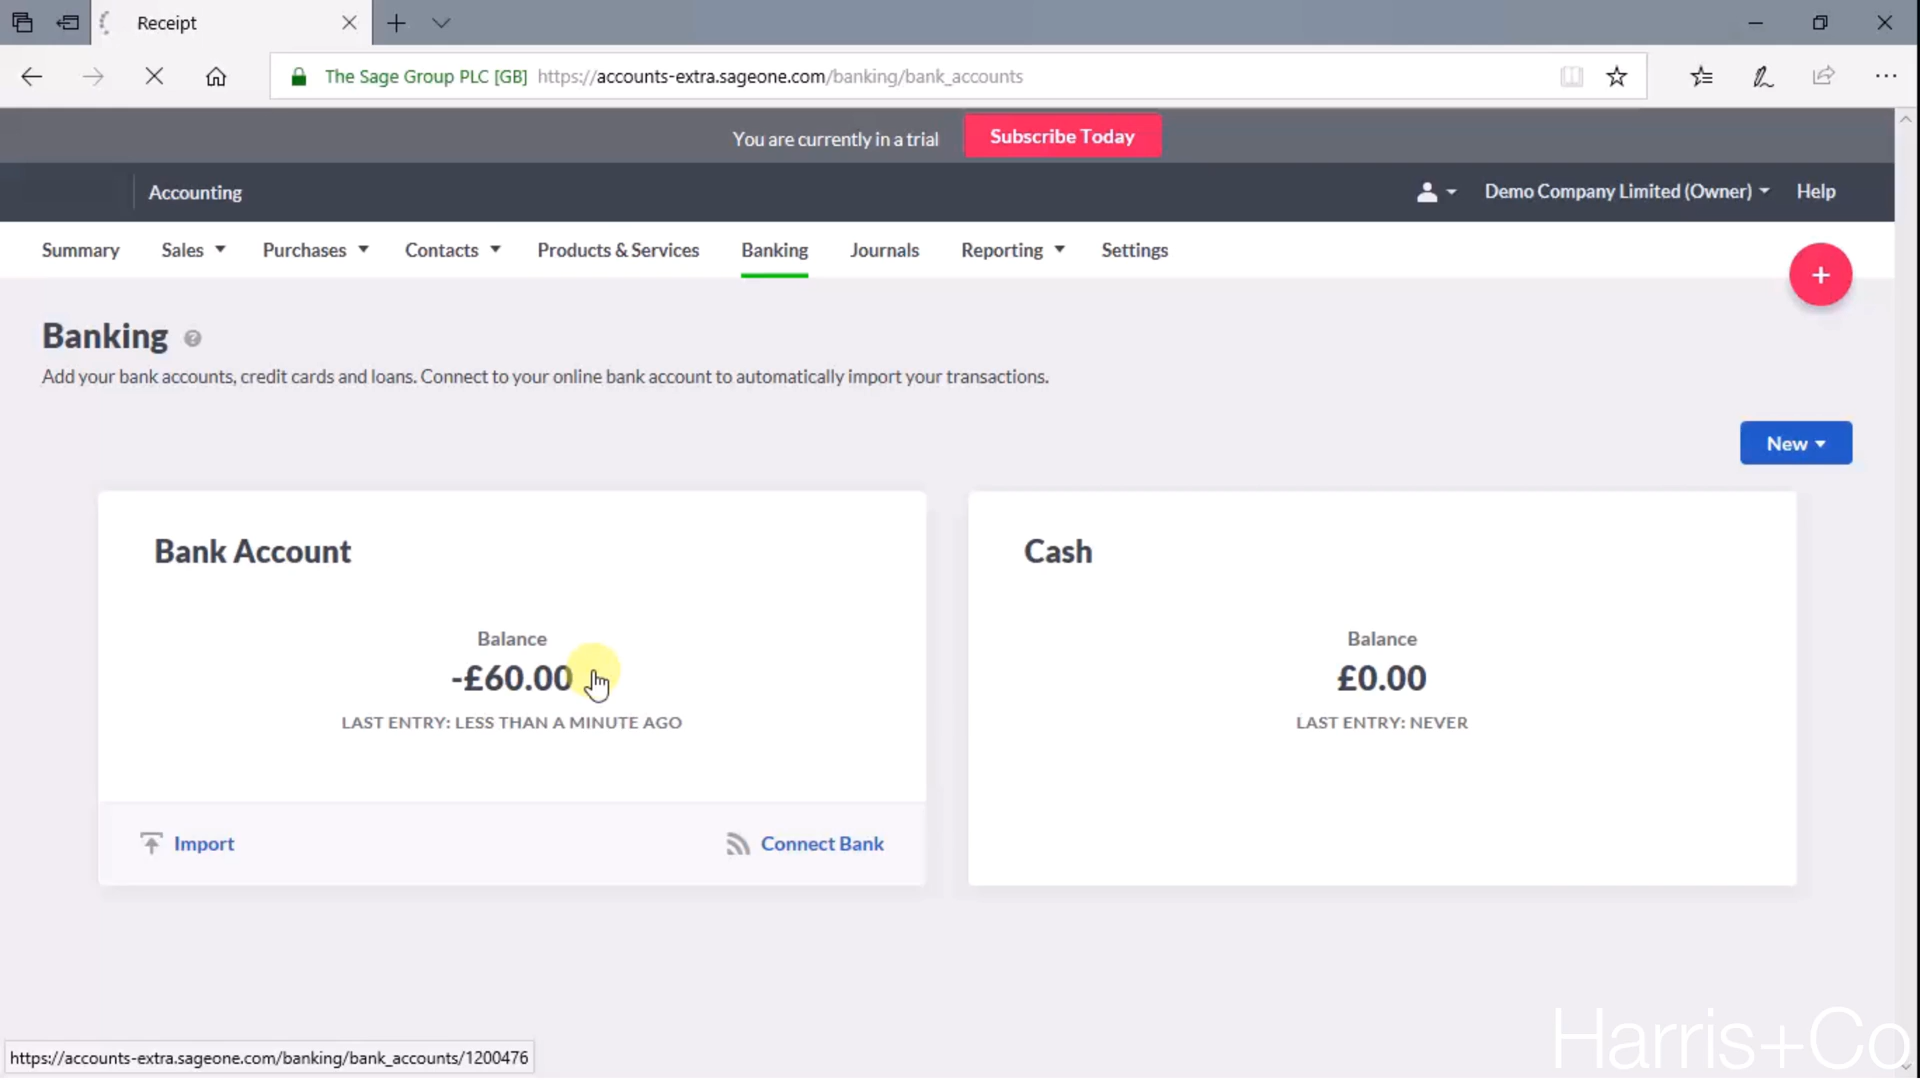 Receipt
The Sage Group PLC [GB] https://accounts-extra.sageone.com/banking/bank_accounts
You are currently in a trial Subscribe Today
Accounting Demo Company Limited (Owner) Help
Summary Sales Purchases Contacts Products & Services Banking Journals Reporting Settings
+
Banking ?
Add your bank accounts, credit cards and loans. Connect to your online bank account to automatically import your transactions.
New
Bank Account
Balance
-£60.00
LAST ENTRY: LESS THAN A MINUTE AGO
Import Connect Bank
Cash
Balance
£0.00
LAST ENTRY: NEVER
https://accounts-extra.sageone.com/banking/bank_accounts/1200476
Harris+Co